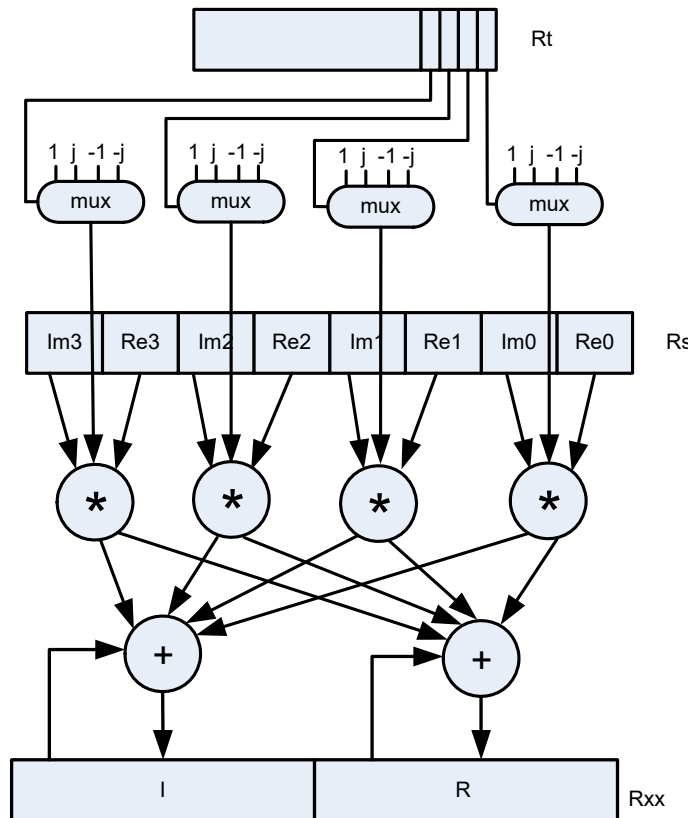 Rt
1 j -1 -j
1 j -1 -j
1 j -1 -j
1 j -1 -j
mux
mux
mux
mux
Im3 Re3 Im2 Re2 Im1 Re1 Im0 Re0
Rs
* * * *
+ +
I R
Rxx